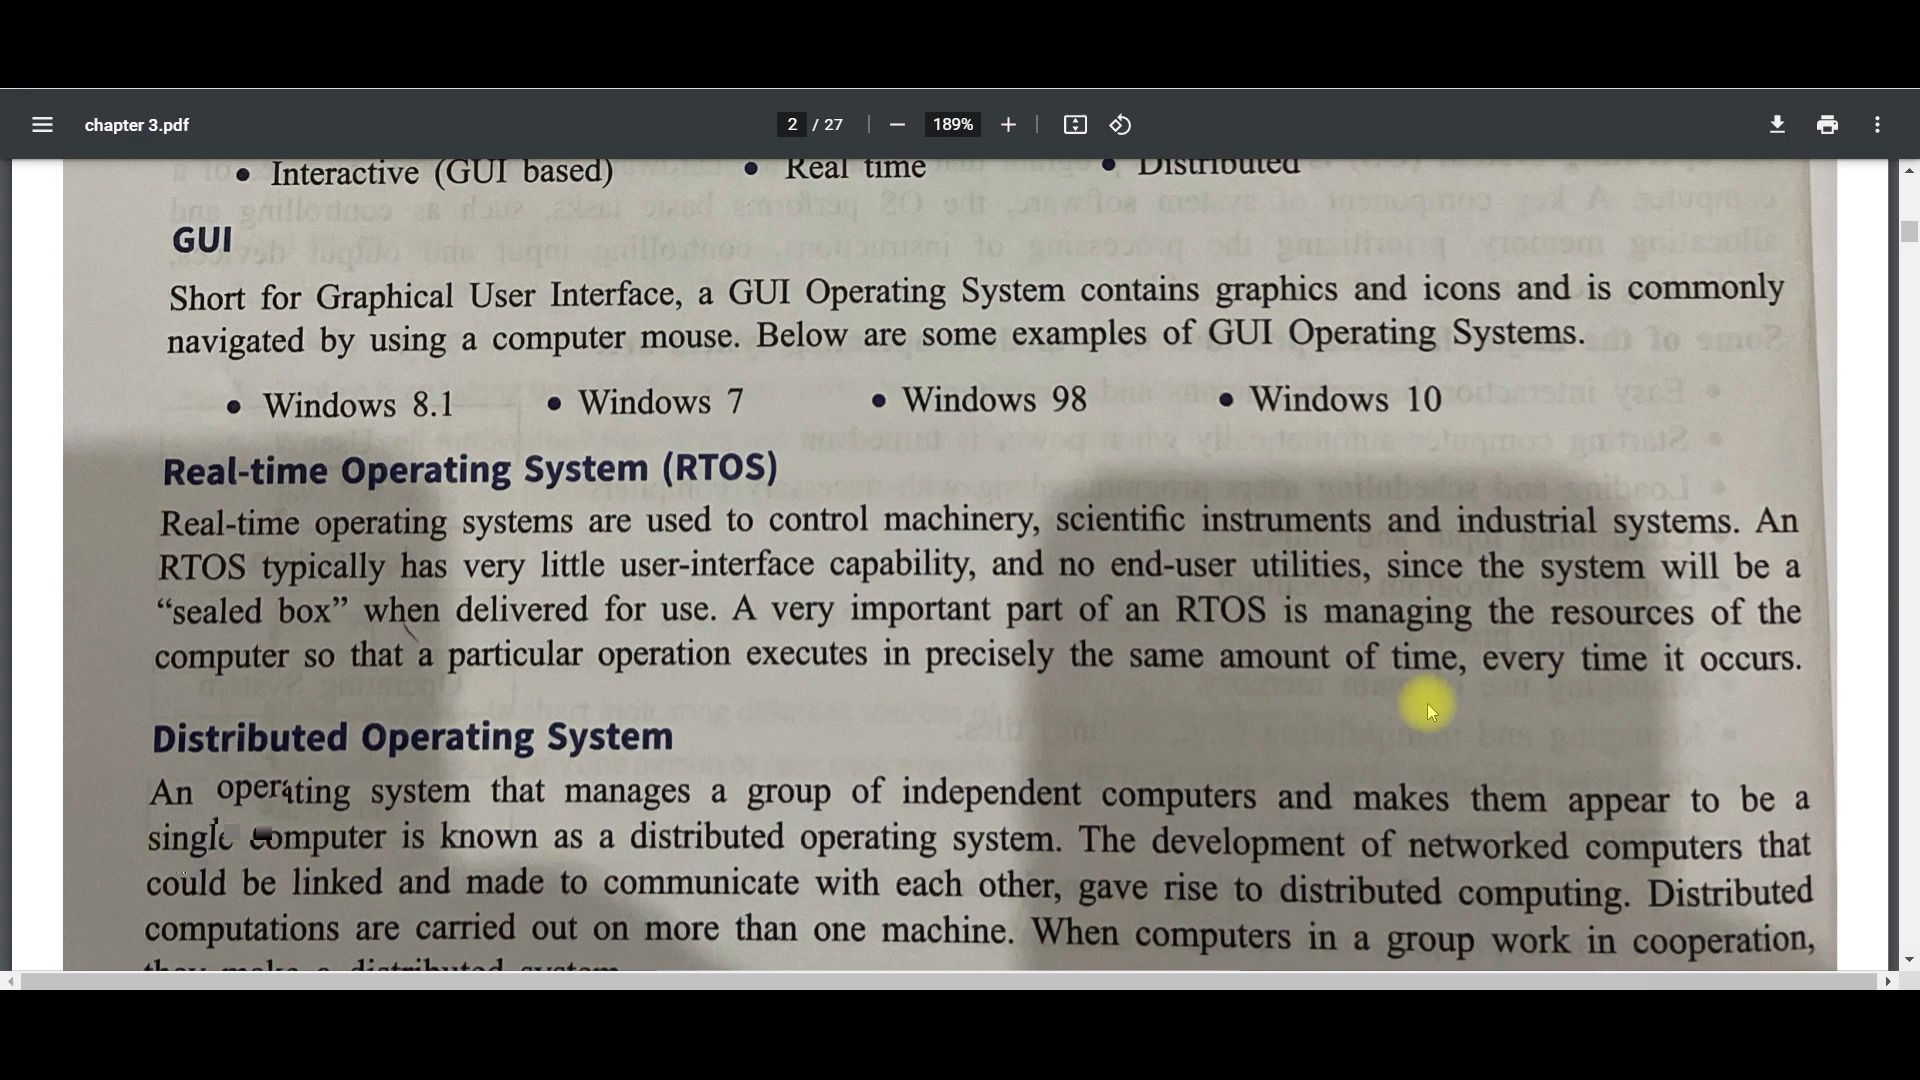 chapter 3.pdf
2 / 27
189%
• Interactive (GUI based) • Real time • Distributed
GUI
Short for Graphical User Interface, a GUI Operating System contains graphics and icons and is commonly
navigated by using a computer mouse. Below are some examples of GUI Operating Systems.
• Windows 8.1 • Windows 7 • Windows 98 • Windows 10
Real-time Operating System (RTOS)
Real-time operating systems are used to control machinery, scientific instruments and industrial systems. An
RTOS typically has very little user-interface capability, and no end-user utilities, since the system will be a
“sealed box” when delivered for use. A very important part of an RTOS is managing the resources of the
computer so that a particular operation executes in precisely the same amount of time, every time it occurs.
Distributed Operating System
An operating system that manages a group of independent computers and makes them appear to be a
single computer is known as a distributed operating system. The development of networked computers that
could be linked and made to communicate with each other, gave rise to distributed computing. Distributed
computations are carried out on more than one machine. When computers in a group work in cooperation,
they make a distributed system.